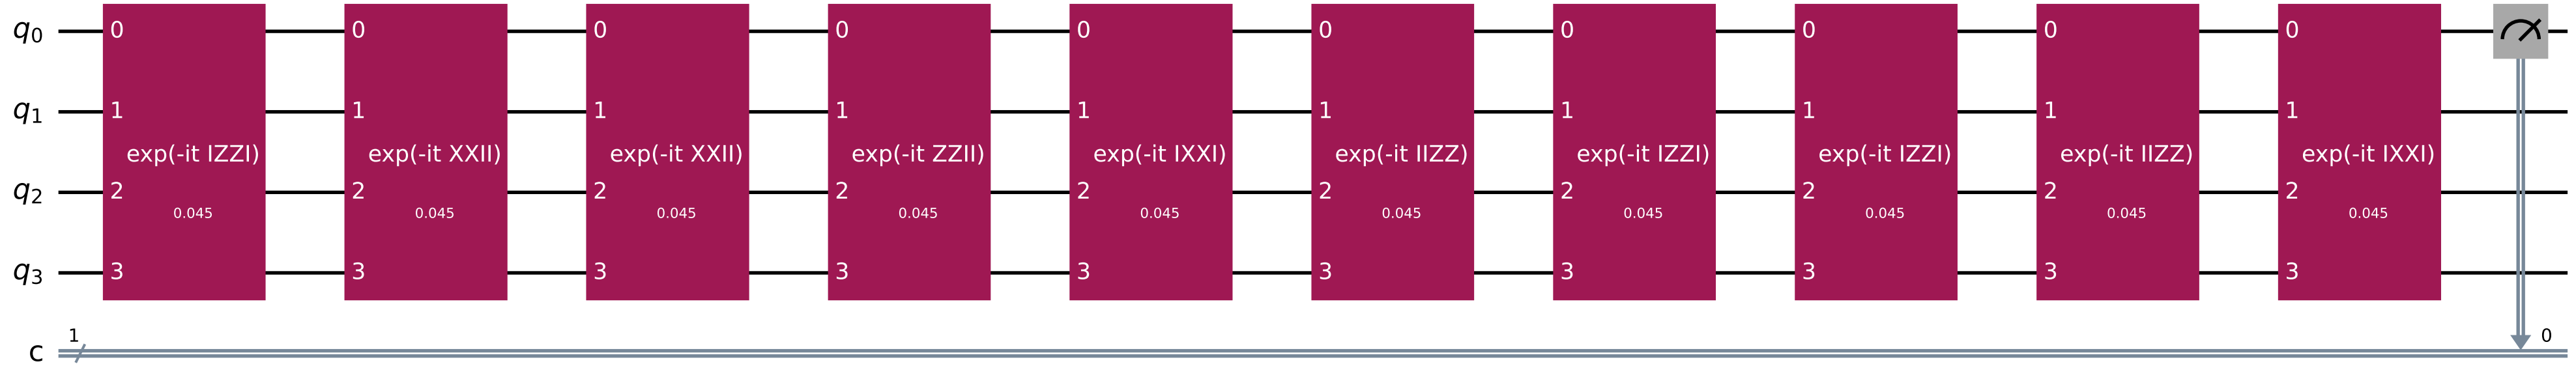 q0 0 0 0 0 0 0 0 0 0 0
q1 1 1 1 1 1 1 1 1 1 1
exp(-it IZZI) exp(-it XXII) exp(-it XXII) exp(-it ZZII) exp(-it IXXI) exp(-it IIZZ) exp(-it IZZI) exp(-it IZZI) exp(-it IIZZ) exp(-it IXXI)
q2 2 2 2 2 2 2 2 2 2 2
0.045 0.045 0.045 0.045 0.045 0.045 0.045 0.045 0.045 0.045
q3 3 3 3 3 3 3 3 3 3 3
1 0
c